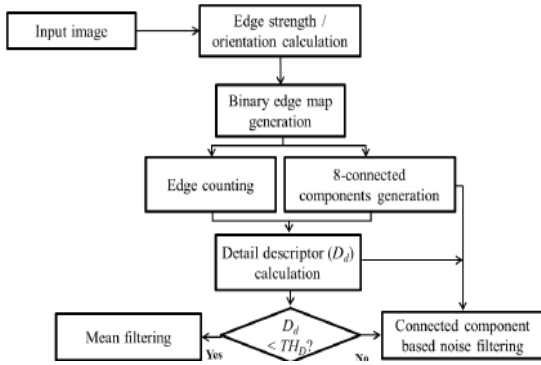 Input image
Edge strength /
orientation calculation
Binary edge map
generation
Edge counting
8-connected
components generation
Detail descriptor (Dd)
calculation
Mean filtering
Dd
< THD?
Yes
No
Connected component
based noise filtering